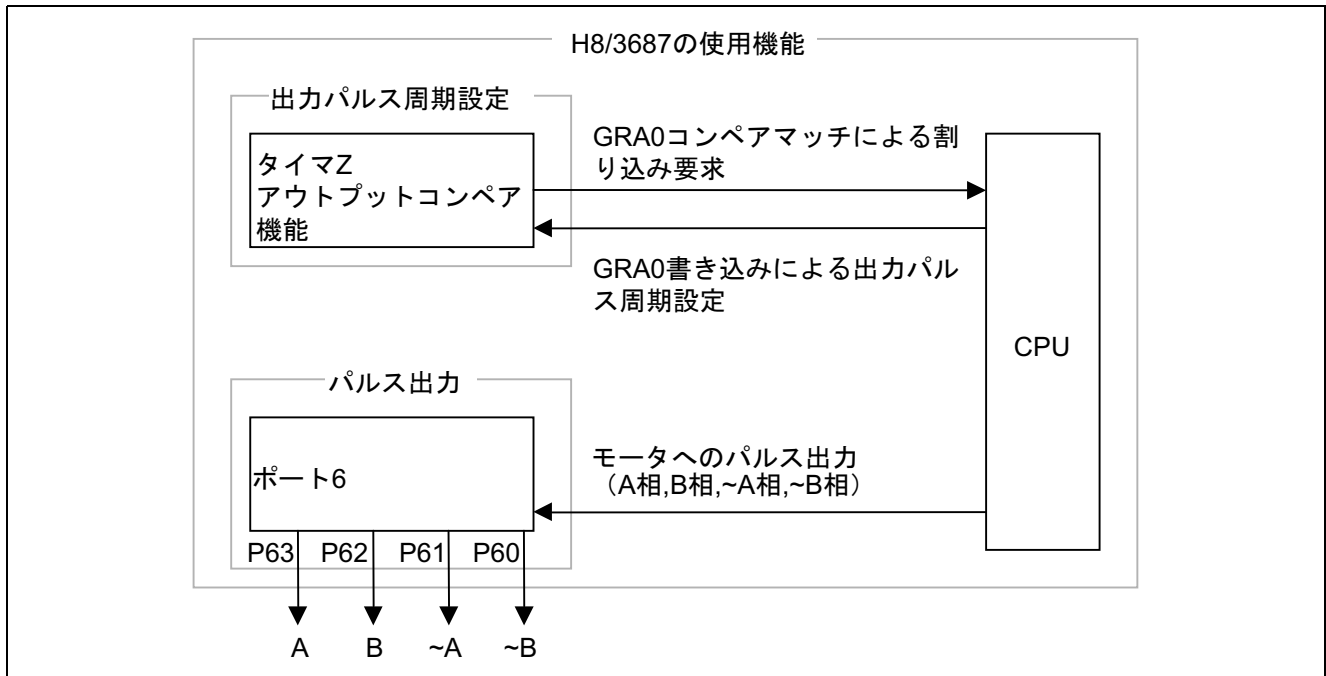 H8/3687の使用機能
出力パルス周期設定
タイマZ
アウトプットコンペア
機能
GRA0コンペアマッチによる割
り込み要求
GRA0書き込みによる出力パル
ス周期設定
CPU
パルス出力
ポート6
モータへのパルス出力
（A相,B相,~A相,~B相）
P63 P62 P61 P60
A B ~A ~B